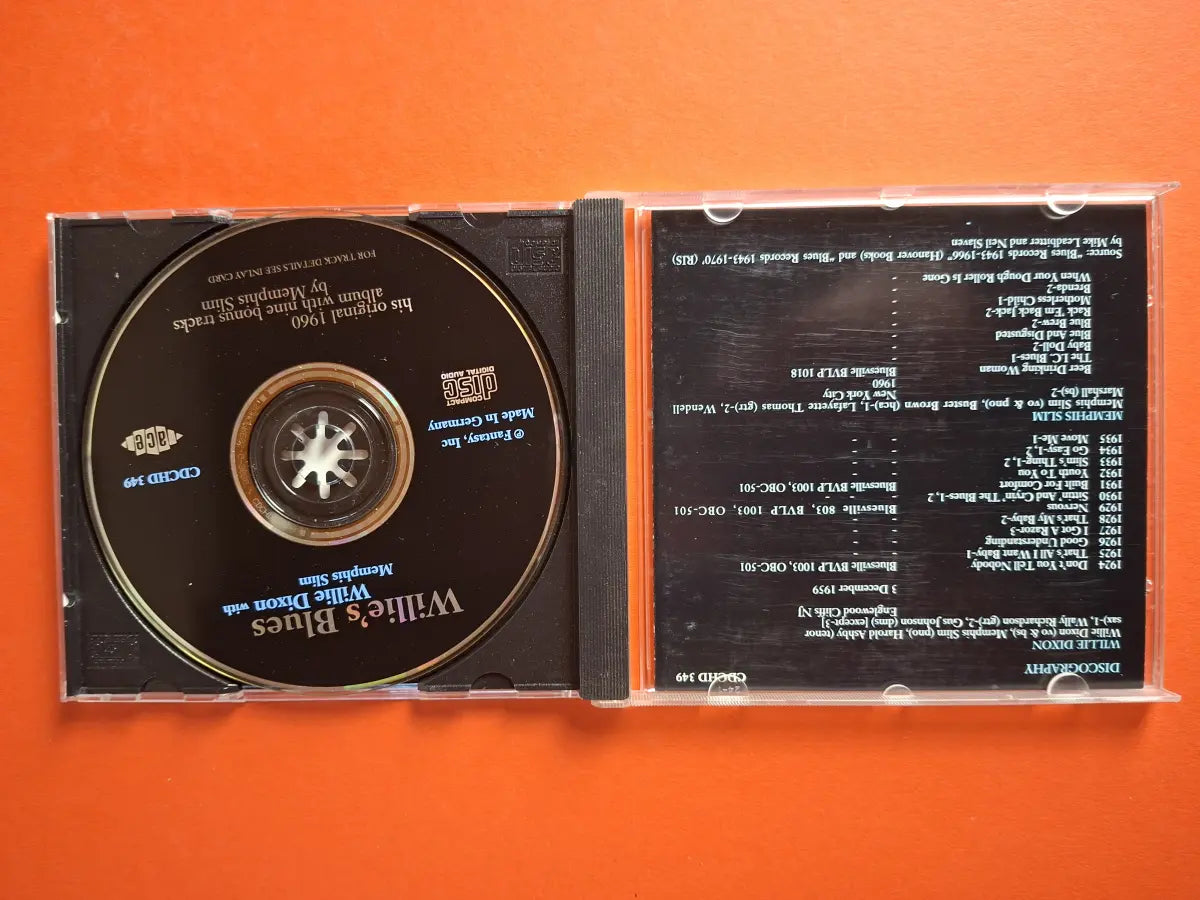 DISCOGRAPHY CDCHD 349
WILLIE DIXON
Willie Dixon (vo & bs), Memphis Slim (pno), Harold Ashby (tenor
sax)-1, Wally Richardson (gtr)-2, Gus Johnson (dms) [except-3]
Englewood Cliffs NJ
3 December 1959
1924 Don't You Tell Nobody Bluesville BVLP 1003, OBC-501
1925 That's All I Want Baby-1 -
1926 Good Understanding -
1927 I Got A Razor-3 -
1928 That's My Baby-2 -
1929 Nervous Bluesville 803, BVLP 1003, OBC-501
1930 Sittin' And Cryin' The Blues-1, 2 - - -
1931 Built For Comfort Bluesville BVLP 1003, OBC-501
1932 Youth To You -
1933 Slim's Thing-1, 2 -
1934 Go Easy-1, 2 -
1935 Move Me-1 -
MEMPHIS SLIM
Memphis Slim (vo & pno), Buster Brown (hca)-1, Lafayette Thomas (gtr)-2, Wendell
Marshall (bs)-2)
New York City
1960
Beer Drinking Woman Bluesville BVLP 1018
The I.C. Blues-1 -
Baby Doll-2 -
Blue And Disgusted -
Blue Brew-2 -
Rack 'Em Back Jack-2 -
Motherless Child-1 -
Brenda-2 -
When Your Dough Roller Is Gone -
Source: "Blues Records 1943-1966" (Hanover Books) and "Blues Records 1943-1970' (RIS)
by Mike Leadbitter and Neil Slaven
Willie's Blues
Willie Dixon with
Memphis Slim
CDCHD 349
ace
℗ Fantasy, Inc
Made In Germany
COMPACT
disc
DIGITAL AUDIO
his original 1960
album with nine bonus tracks
by Memphis Slim
FOR TRACK DETAILS SEE INLAY CARD